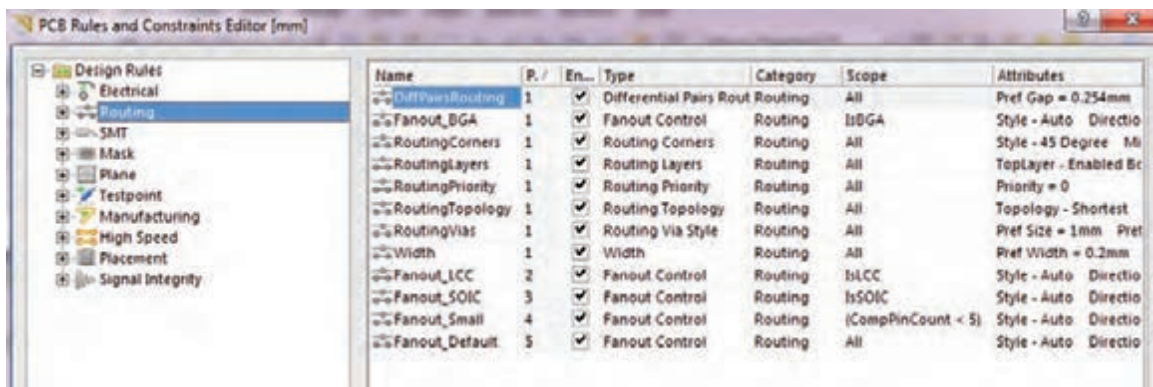 PCB Rules and Constraints Editor [mm]
Design Rules
Electrical
Routing
SMT
Mask
Plane
Testpoint
Manufacturing
High Speed
Placement
Signal Integrity
Name P. / En... Type Category Scope Attributes
DiffPairsRouting 1 Differential Pairs Rout Routing All Pref Gap = 0.254mm
Fanout_BGA 1 Fanout Control Routing IsBGA Style - Auto Directio
RoutingCorners 1 Routing Corners Routing All Style - 45 Degree Mi
RoutingLayers 1 Routing Layers Routing All TopLayer - Enabled Bo
RoutingPriority 1 Routing Priority Routing All Priority = 0
RoutingTopology 1 Routing Topology Routing All Topology - Shortest
RoutingVias 1 Routing Via Style Routing All Pref Size = 1mm Pref
Width 1 Width Routing All Pref Width = 0.2mm
Fanout_LCC 2 Fanout Control Routing IsLCC Style - Auto Directio
Fanout_SOIC 3 Fanout Control Routing IsSOIC Style - Auto Directio
Fanout_Small 4 Fanout Control Routing (CompPinCount < 5) Style - Auto Directio
Fanout_Default 5 Fanout Control Routing All Style - Auto Directio